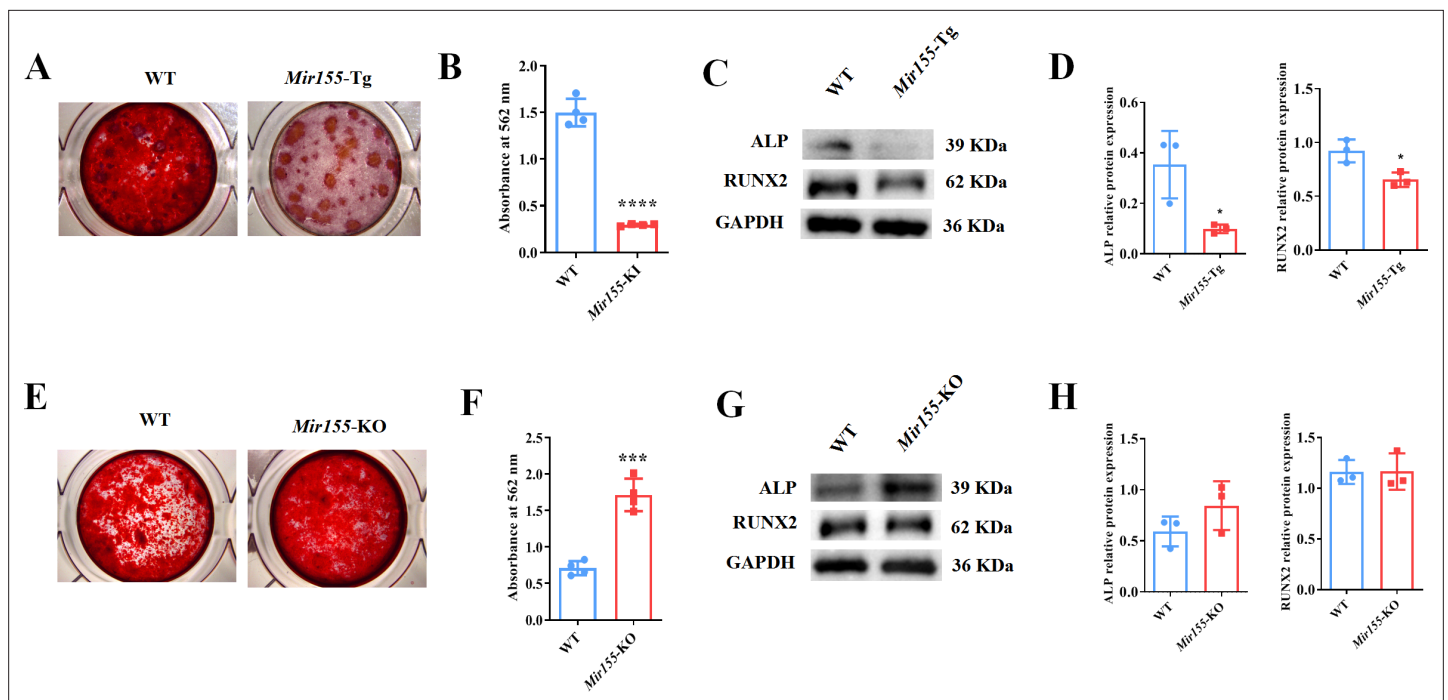 A
WT
Mir155-Tg
B
Absorbance at 562 nm
2.0
1.5
1.0
0.5
0.0
****
WT
Mir155-KI
C
WT
Mir155-Tg
ALP
39 KDa
RUNX2
62 KDa
GAPDH
36 KDa
D
ALP relative protein expression
0.6
0.4
0.2
0.0
*
WT
Mir155-Tg
RUNX2 relative protein expression
1.5
1.0
0.5
0.0
*
WT
Mir155-Tg
E
WT
Mir155-KO
F
Absorbance at 562 nm
2.5
2.0
1.5
1.0
0.5
0.0
***
WT
Mir155-KO
G
WT
Mir155-KO
ALP
39 KDa
RUNX2
62 KDa
GAPDH
36 KDa
H
ALP relative protein expression
1.5
1.0
0.5
0.0
WT
Mir155-KO
RUNX2 relative protein expression
1.5
1.0
0.5
0.0
WT
Mir155-KO